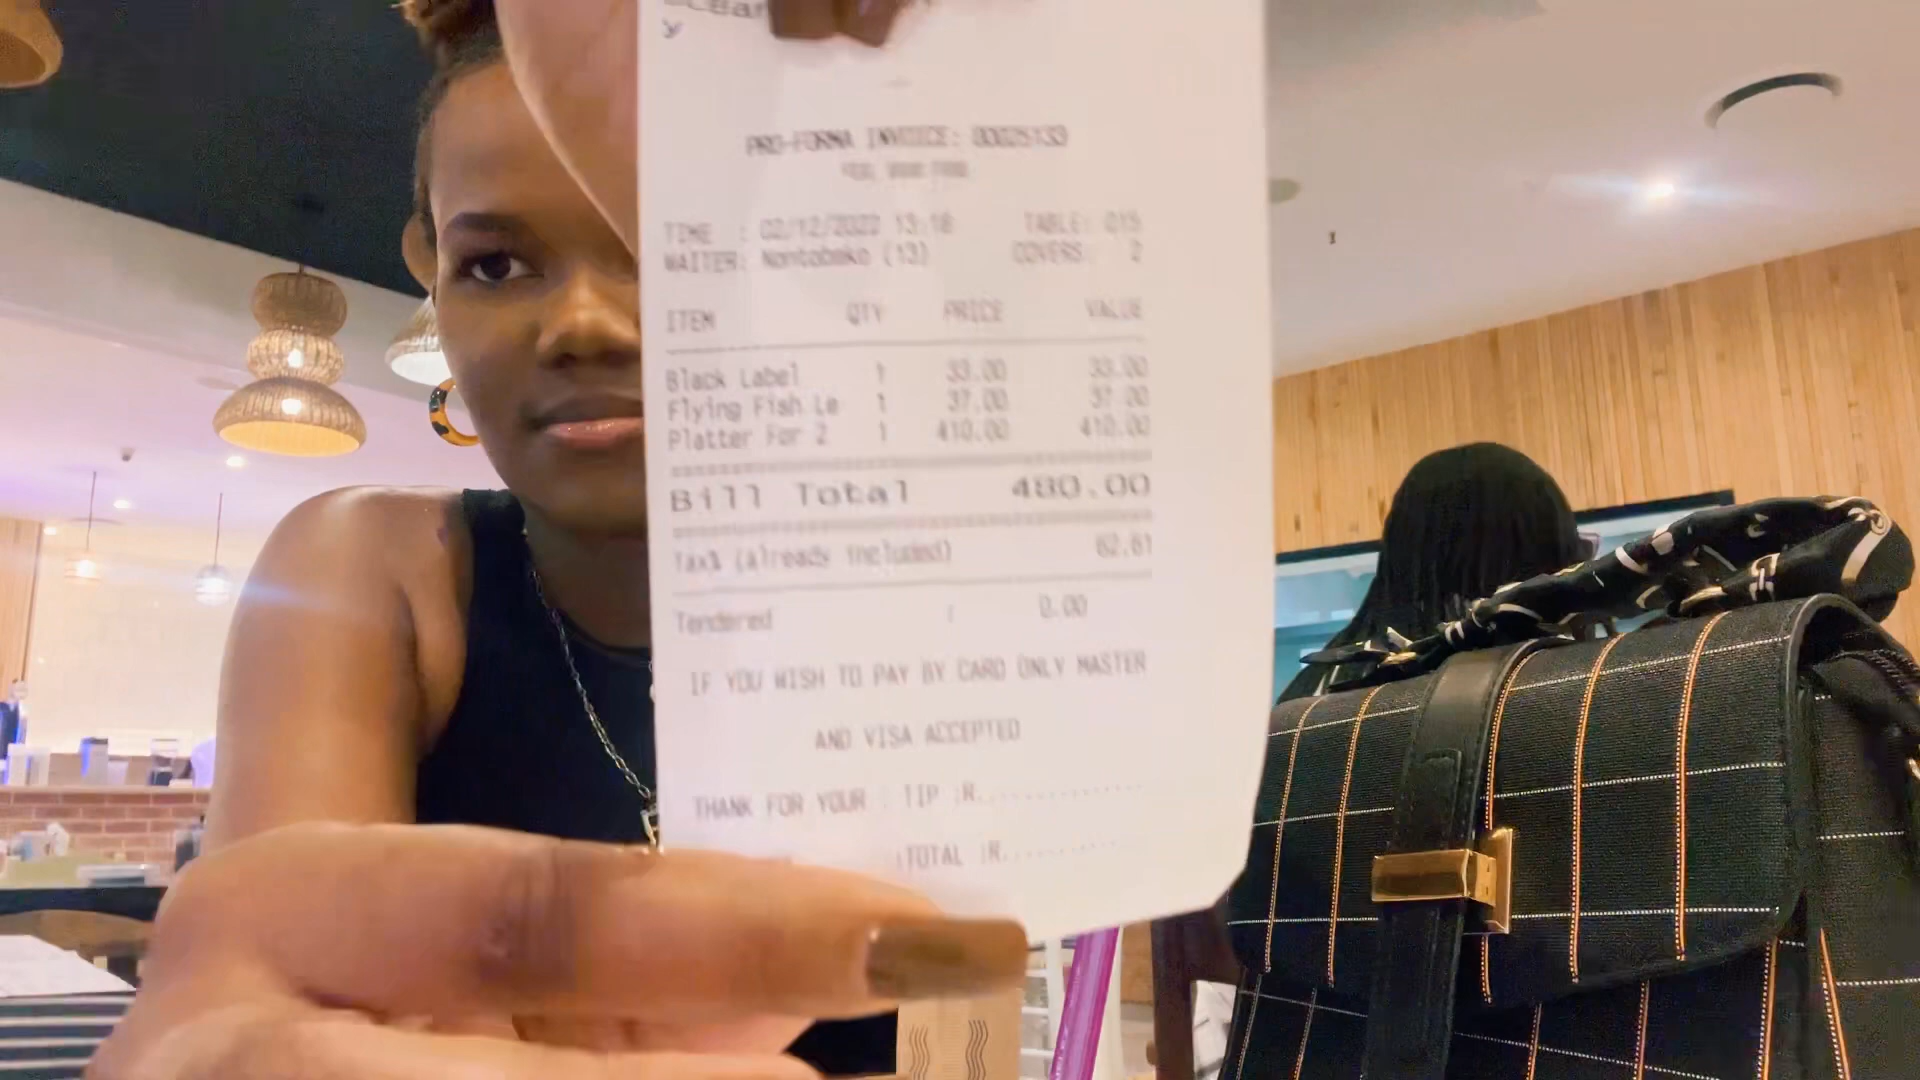 y
PRO-FORMA INVOICE:
TIME : 02/12/2022 13:18 TABLE: 015
WAITER: (13) COVERS: 2
ITEM QTY PRICE VALUE
Black Label 1 33.00 33.00
Flying Fish Le 1 37.00 37.00
Platter For 2 1 410.00 410.00
Bill Total 480.00
Tax% (already included) 62.61
Tendered : 0.00
IF YOU WISH TO PAY BY CARD ONLY MASTER
AND VISA ACCEPTED
THANK FOR YOUR : TIP :R..................
:TOTAL :R............